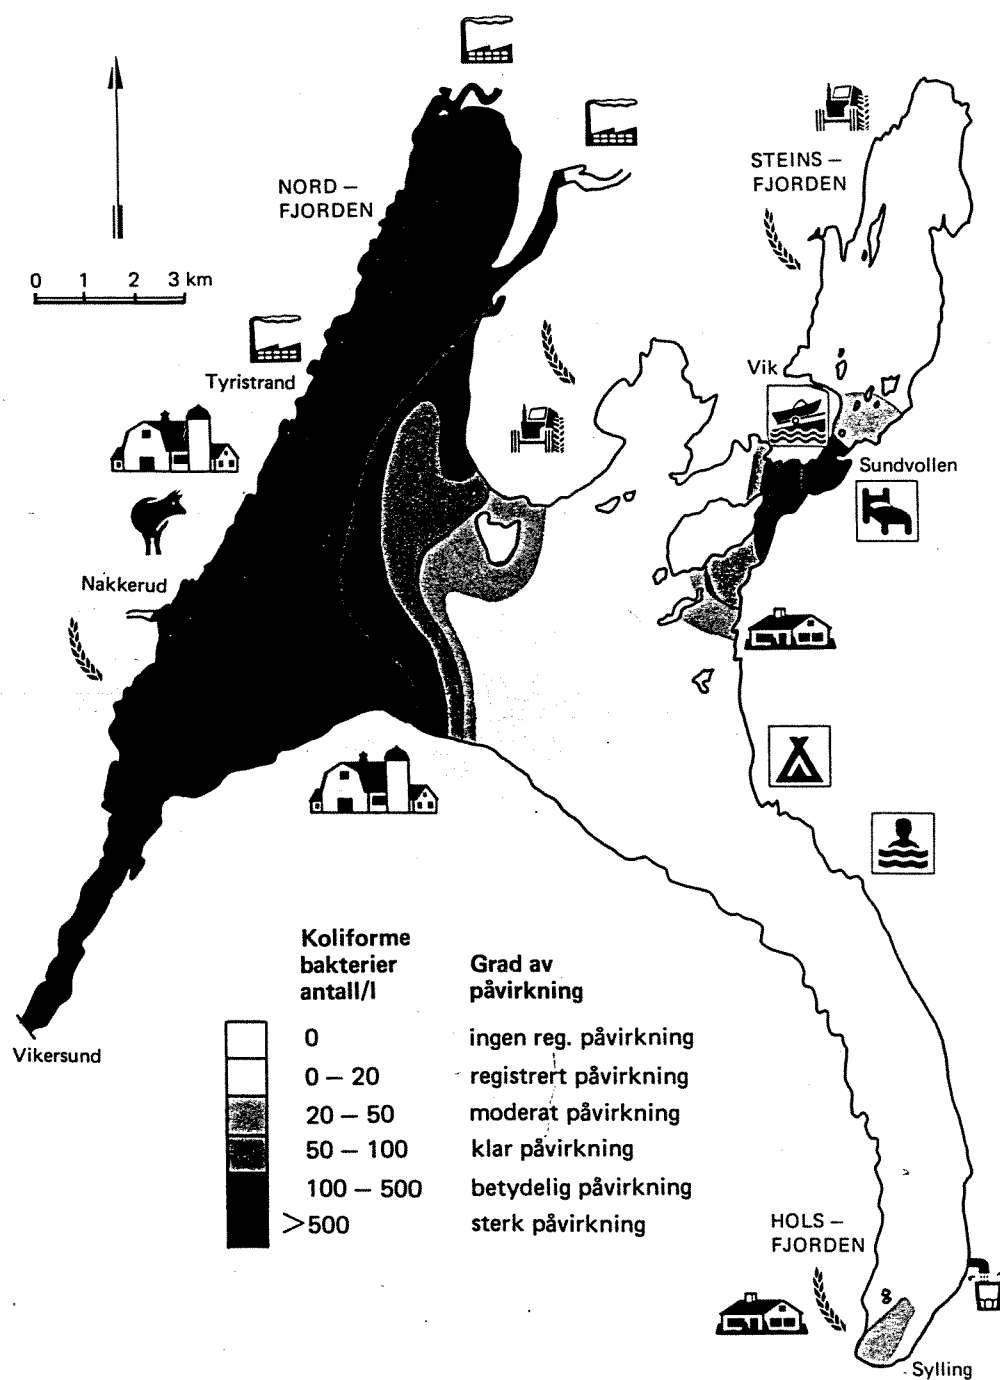 NORD –
FJORDEN
STEINS –
FJORDEN
0 1 2 3 km
Tyristrand
Vik
Sundvollen
Nakkerud
Vikersund
Koliforme
bakterier
antall/l
Grad av
påvirkning
0 ingen reg. påvirkning
0 – 20 registrert påvirkning
20 – 50 moderat påvirkning
50 – 100 klar påvirkning
100 – 500 betydelig påvirkning
>500 sterk påvirkning
HOLS –
FJORDEN
Sylling